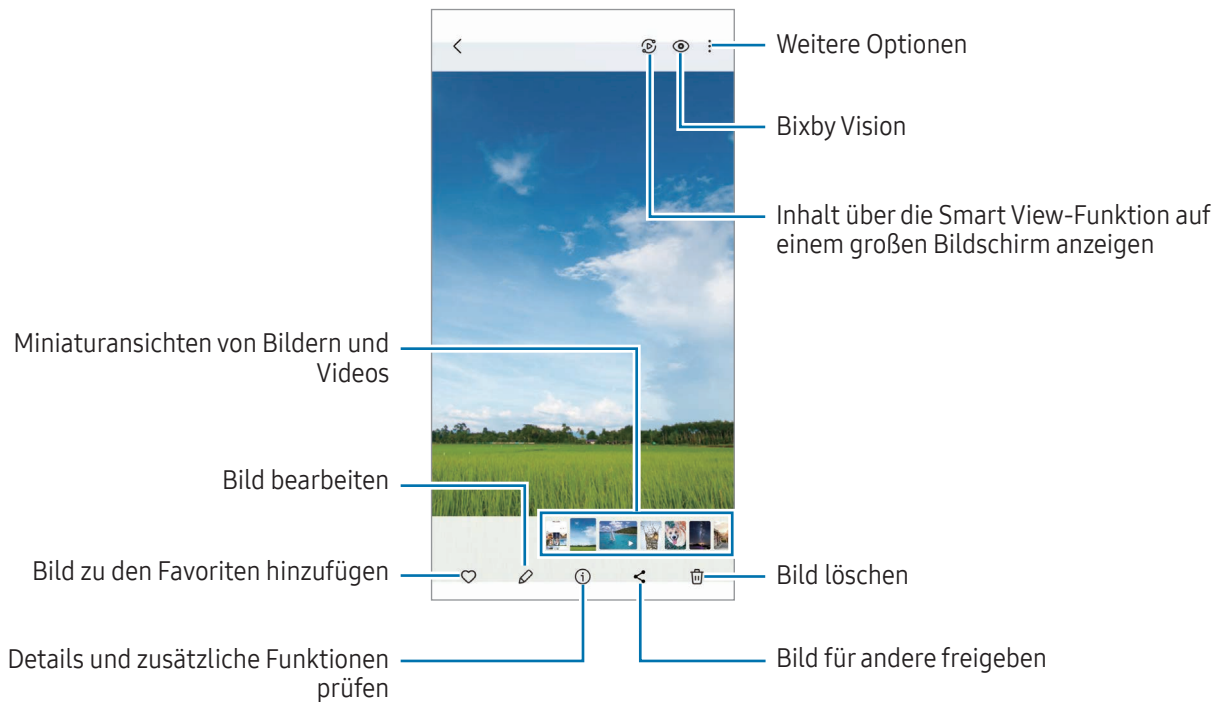 Weitere Optionen
Bixby Vision
Inhalt über die Smart View-Funktion auf
einem großen Bildschirm anzeigen
Miniaturansichten von Bildern und
Videos
Bild bearbeiten
Bild zu den Favoriten hinzufügen
Bild löschen
Details und zusätzliche Funktionen
prüfen
Bild für andere freigeben